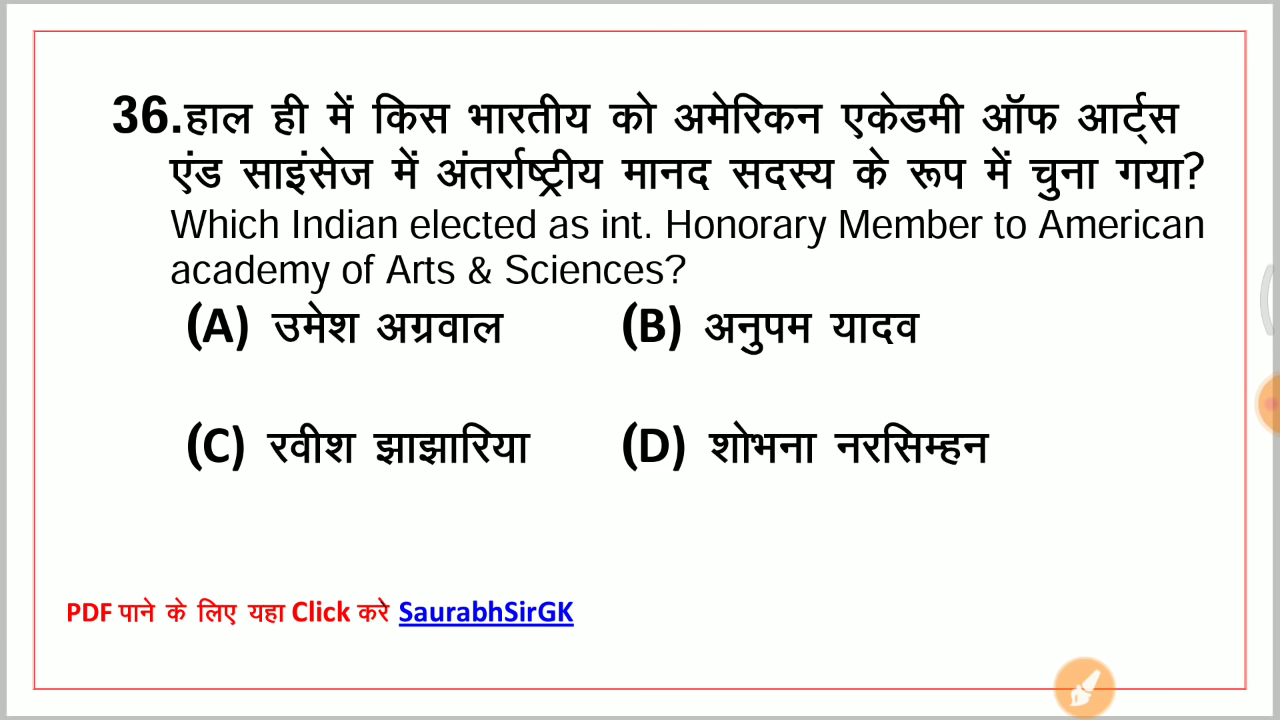 36.हाल ही में किस भारतीय को अमेरिकन एकेडमी ऑफ आर्ट्स
एंड साइंसेज में अंतर्राष्ट्रीय मानद सदस्य के रूप में चुना गया?
Which Indian elected as int. Honorary Member to American
academy of Arts & Sciences?
(A) उमेश अग्रवाल (B) अनुपम यादव
(C) रवीश झाझारिया (D) शोभना नरसिम्हन
PDF पाने के लिए यहा Click करे SaurabhSirGK